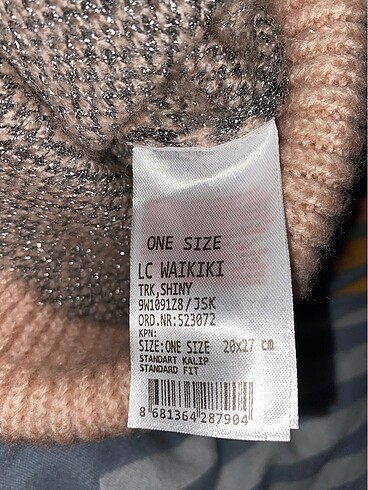 ONE SIZE
LC WAIKIKI
TRK,SHINY
9W1091Z8/JSK
ORD.NR:523072
KPN:
SIZE:ONE SIZE 20x27 cm
STANDART KALIP
STANDARD FIT
8 681364 287904